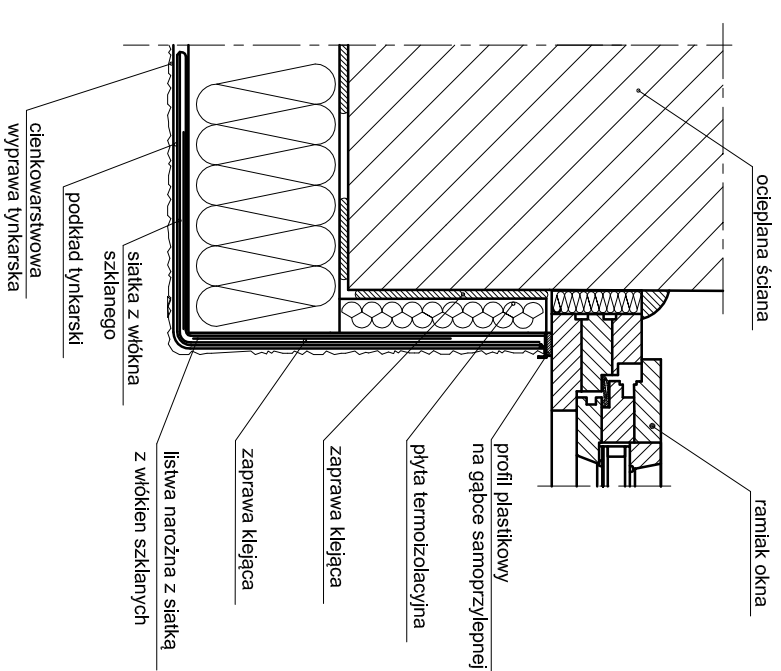 ocieplana ściana
ramiak okna
profil plastikowy
na gąbce samoprzylepnej
płyta termoizolacyjna
zaprawa klejąca
zaprawa klejąca
listwa narożna z siatką
z włókien szklanych
siatka z włókna
szklanego
podkład tynkarski
cienkowarstwowa
wyprawa tynkarska